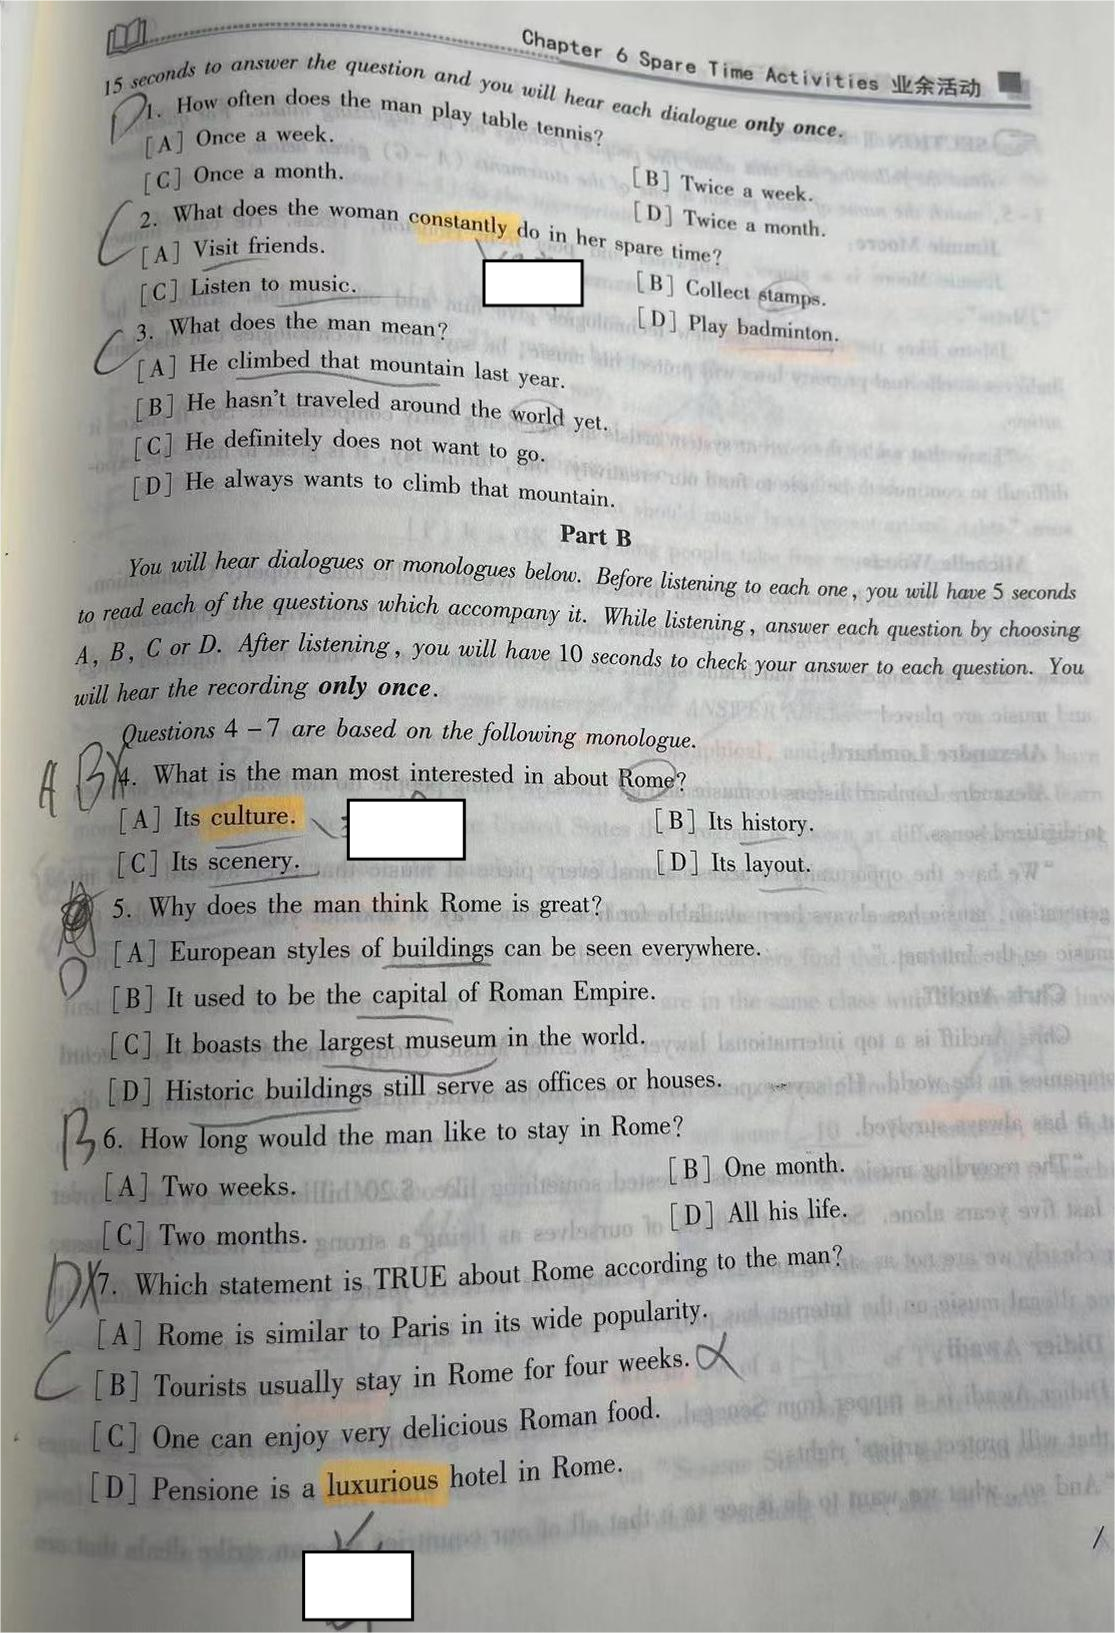 Chapter 6 Spare Time Activities 业余活动
15 seconds to answer the question and you will hear each dialogue only once.
D 1. How often does the man play table tennis?
[A] Once a week.
[B] Twice a week.
[C] Once a month.
[D] Twice a month.
C 2. What does the woman constantly do in her spare time?
[A] Visit friends.
[B] Collect stamps.
[C] Listen to music.
[D] Play badminton.
C 3. What does the man mean?
[A] He climbed that mountain last year.
[B] He hasn't traveled around the world yet.
[C] He definitely does not want to go.
[D] He always wants to climb that mountain.
Part B
You will hear dialogues or monologues below. Before listening to each one, you will have 5 seconds
to read each of the questions which accompany it. While listening, answer each question by choosing
A, B, C or D. After listening, you will have 10 seconds to check your answer to each question. You
will hear the recording only once.
Questions 4-7 are based on the following monologue.
A B 4. What is the man most interested in about Rome?
[A] Its culture.
[B] Its history.
[C] Its scenery.
[D] Its layout.
5. Why does the man think Rome is great?
[A] European styles of buildings can be seen everywhere.
D
[B] It used to be the capital of Roman Empire.
[C] It boasts the largest museum in the world.
[D] Historic buildings still serve as offices or houses.
B 6. How long would the man like to stay in Rome?
[A] Two weeks.
[B] One month.
[C] Two months.
[D] All his life.
D 7. Which statement is TRUE about Rome according to the man?
[A] Rome is similar to Paris in its wide popularity.
C [B] Tourists usually stay in Rome for four weeks.
[C] One can enjoy very delicious Roman food.
[D] Pensione is a luxurious hotel in Rome.